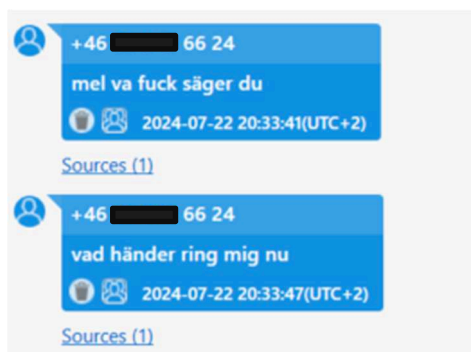 +46 66 24
mel va fuck säger du
2024-07-22 20:33:41(UTC+2)
Sources (1)
+46 66 24
vad händer ring mig nu
2024-07-22 20:33:47(UTC+2)
Sources (1)